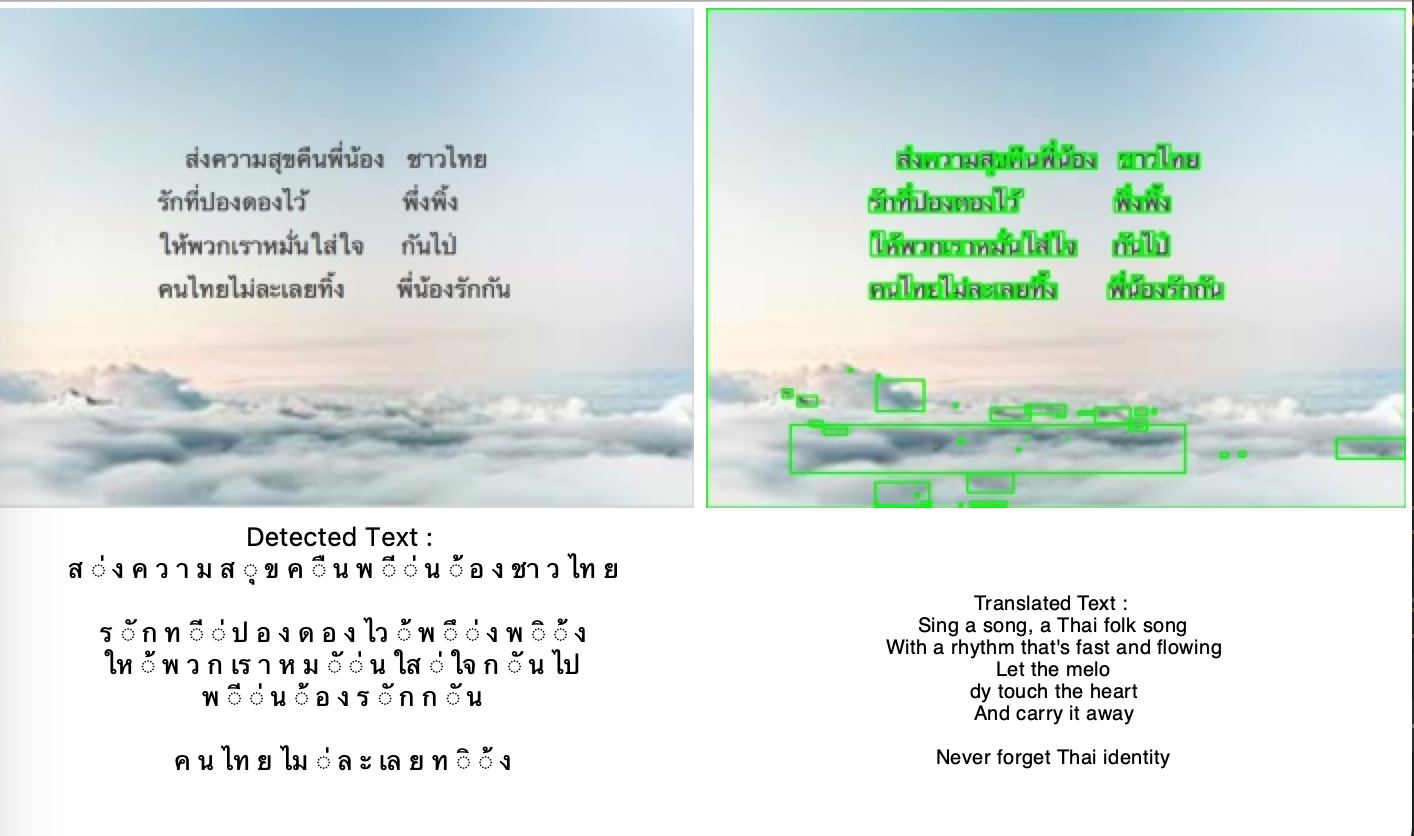 ส่งความสุขคืนพี่น้อง ชาวไทย
รักที่ปองดองไว้ พึ่งพิ้ง
ให้พวกเราหมั่นใส่ใจ กันไป่
คนไทยไม่ละเลยทิ้ง พี่น้องรักกัน
ส่งความสุขคืนพี่น้อง ชาวไทย
รักที่ปองดองไว้ พึ่งพิ้ง
ให้พวกเราหมั่นใส่ใจ กันไป่
คนไทยไม่ละเลยทิ้ง พี่น้องรักกัน
Detected Text :
ส ่ ง ค ว า ม ส ุ ข ค ื น พ ี ่ น ้ อ ง ชา ว ไท ย
ร ั ก ท ี ่ ป อ ง ด อ ง ไว ้ พ ึ ่ ง พ ิ ้ ง
ให ้ พ ว ก เร า ห ม ั ่ น ใส ่ ใจ ก ั น ไป
พ ี ่ น ้ อ ง ร ั ก ก ั น
ค น ไท ย ไม ่ ล ะ เล ย ท ิ ้ ง
Translated Text :
Sing a song, a Thai folk song
With a rhythm that's fast and flowing
Let the melo
dy touch the heart
And carry it away
Never forget Thai identity